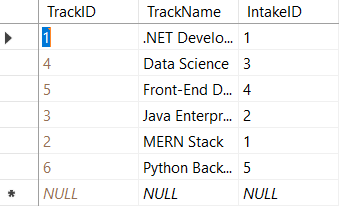 TrackID TrackName IntakeID
1 .NET Develo... 1
4 Data Science 3
5 Front-End D... 4
3 Java Enterpr... 2
2 MERN Stack 1
6 Python Back... 5
NULL NULL NULL